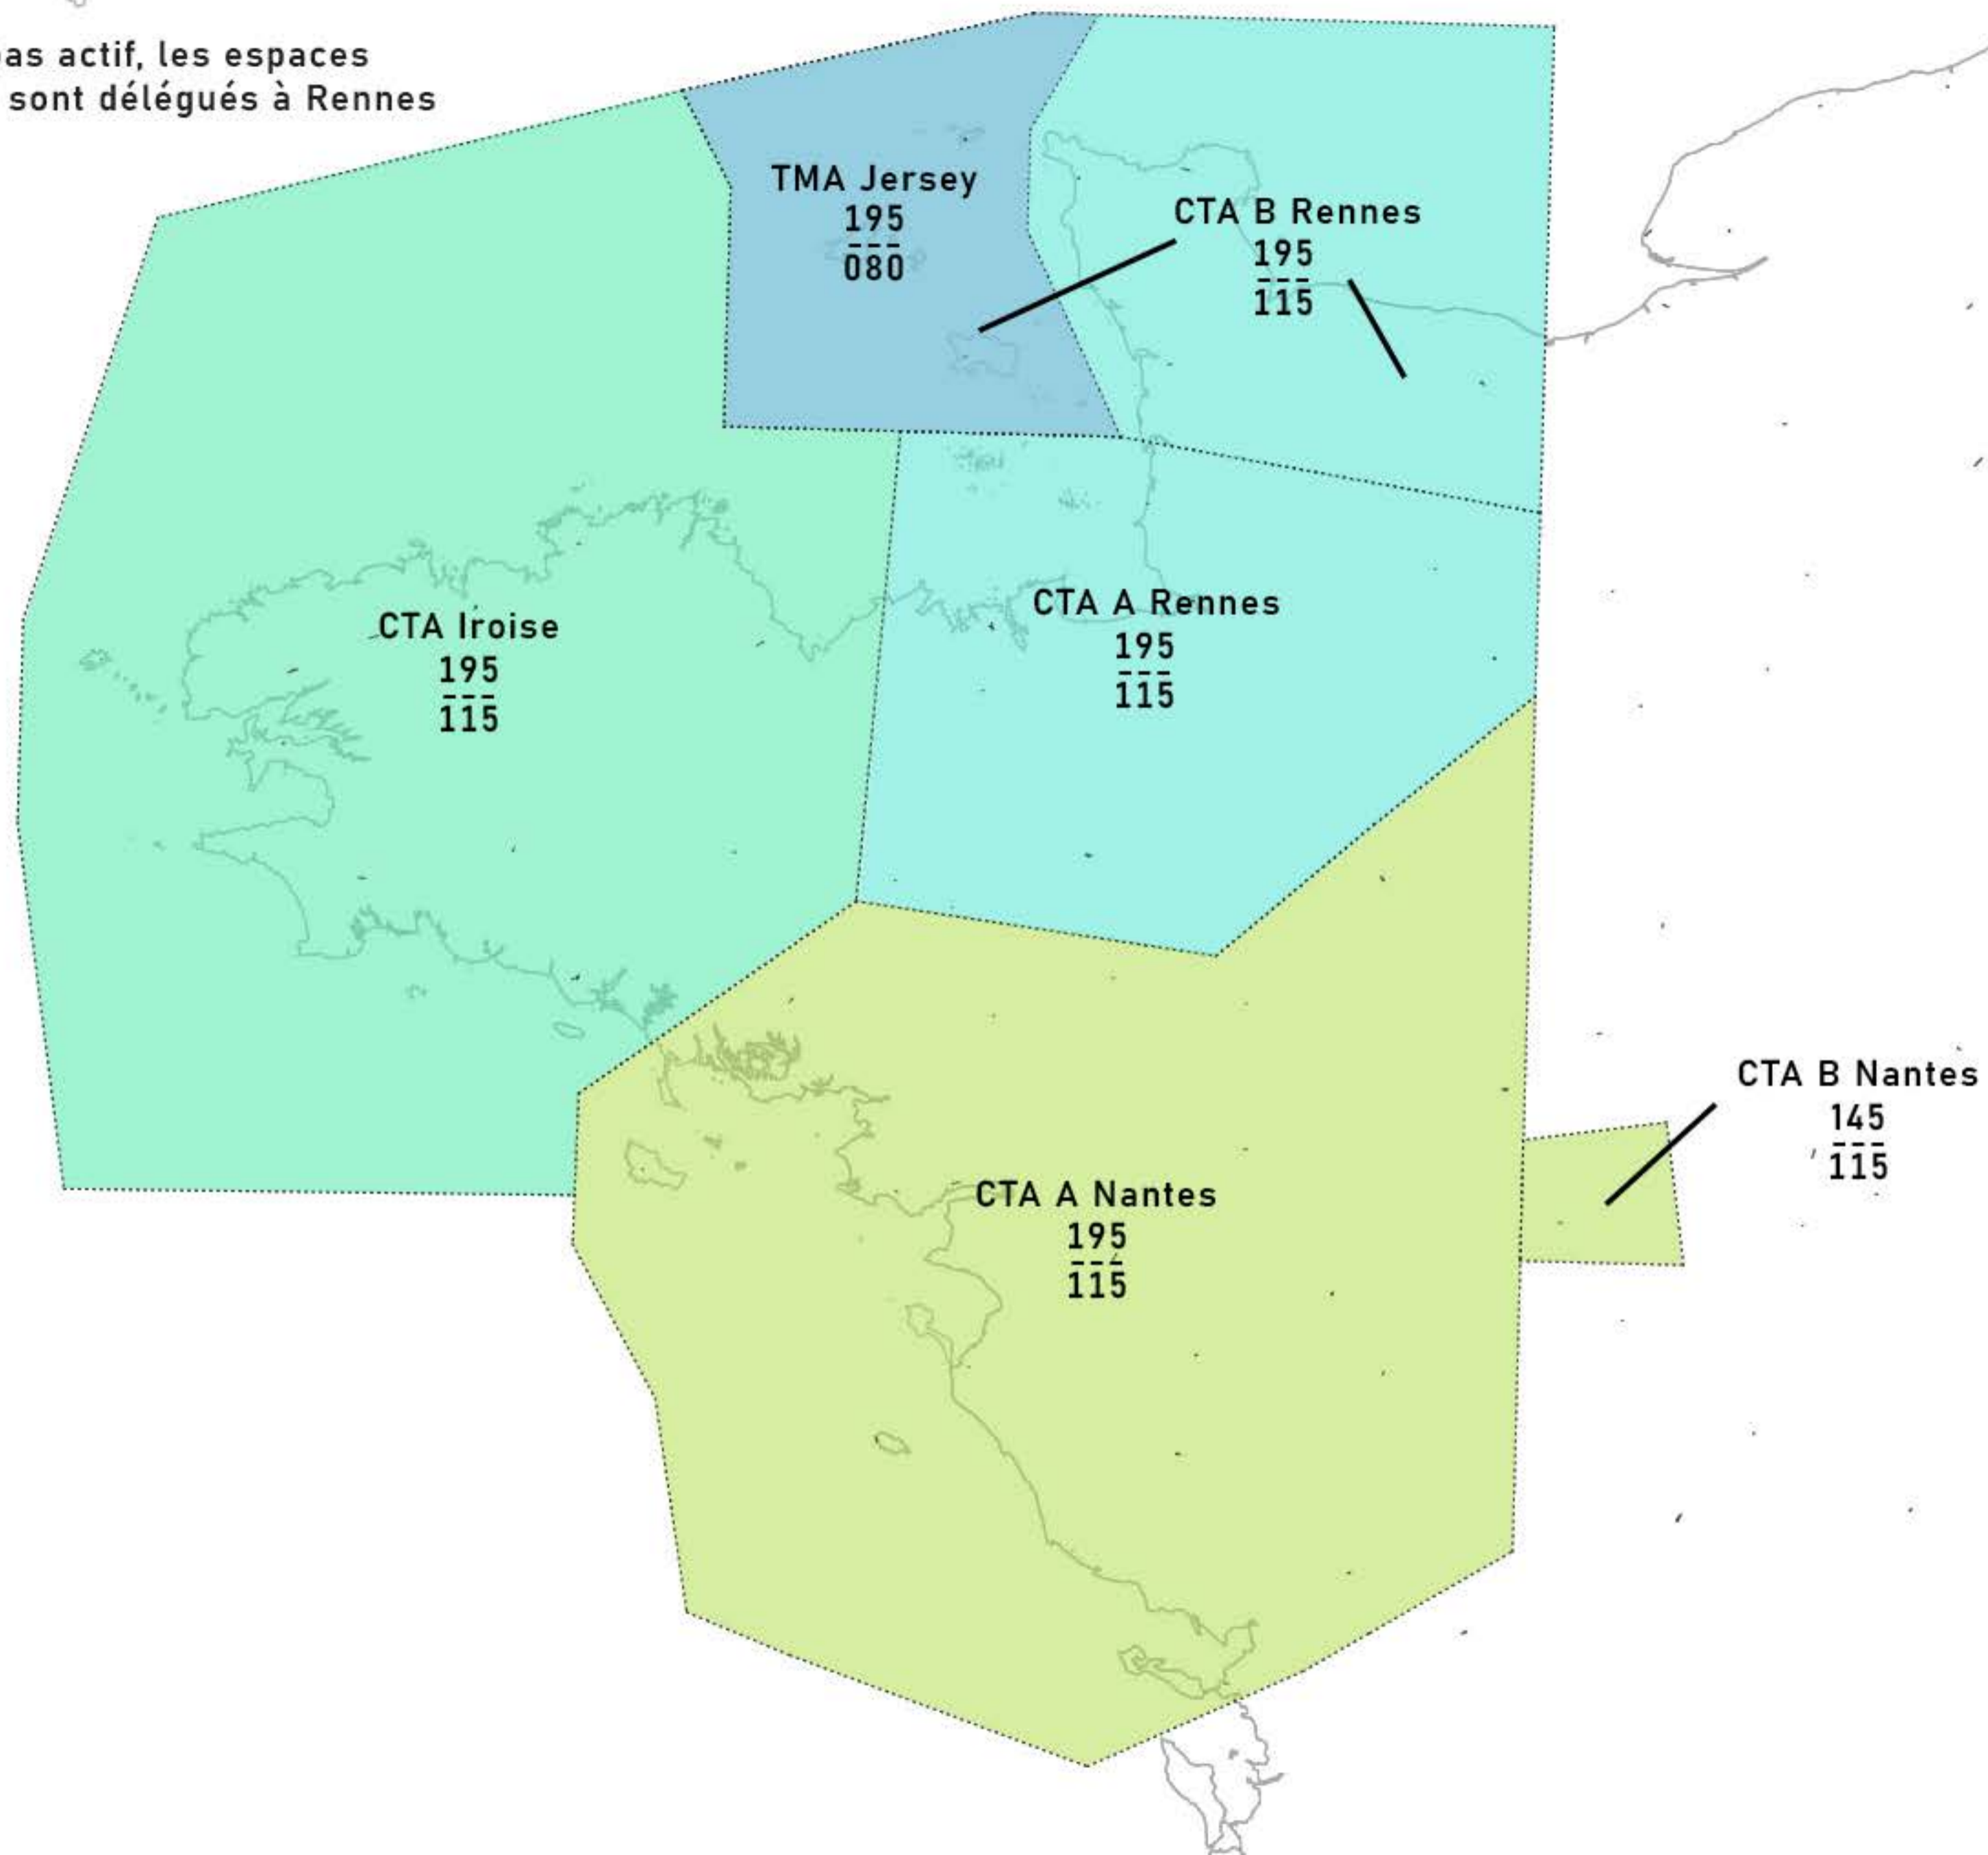 pas actif, les espaces
sont délégués à Rennes
TMA Jersey
195
---
080
CTA B Rennes
195
---
115
CTA Iroise
195
---
115
CTA A Rennes
195
---
115
CTA B Nantes
145
---
115
CTA A Nantes
195
---
115